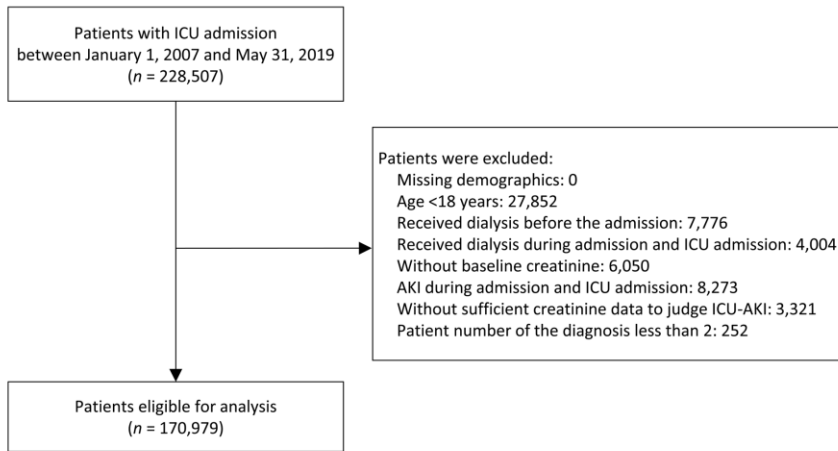 Patients with ICU admission
between January 1, 2007 and May 31, 2019
(n = 228,507)
Patients were excluded:
Missing demographics: 0
Age <18 years: 27,852
Received dialysis before the admission: 7,776
Received dialysis during admission and ICU admission: 4,004
Without baseline creatinine: 6,050
AKI during admission and ICU admission: 8,273
Without sufficient creatinine data to judge ICU-AKI: 3,321
Patient number of the diagnosis less than 2: 252
Patients eligible for analysis
(n = 170,979)